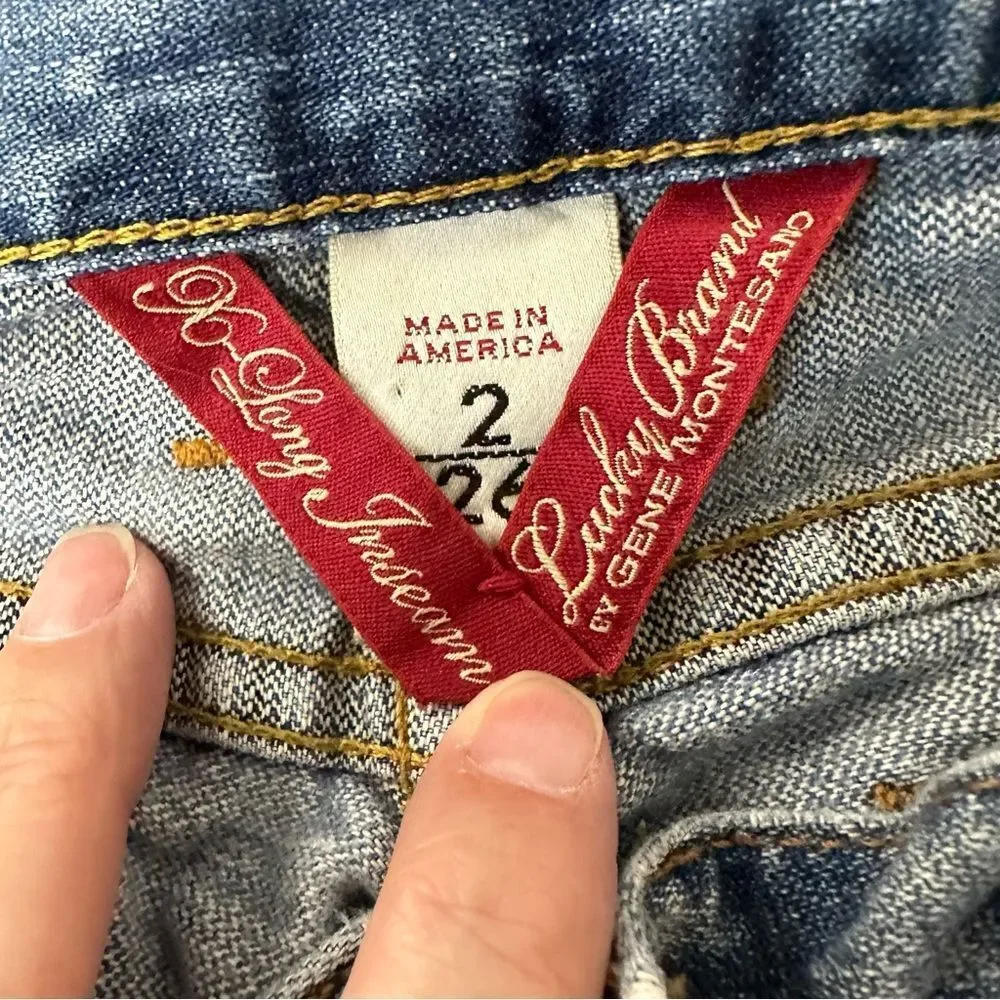 X-Long Inseam
MADE IN
AMERICA
2
26
Lucky Brand
BY GENE MONTESANO